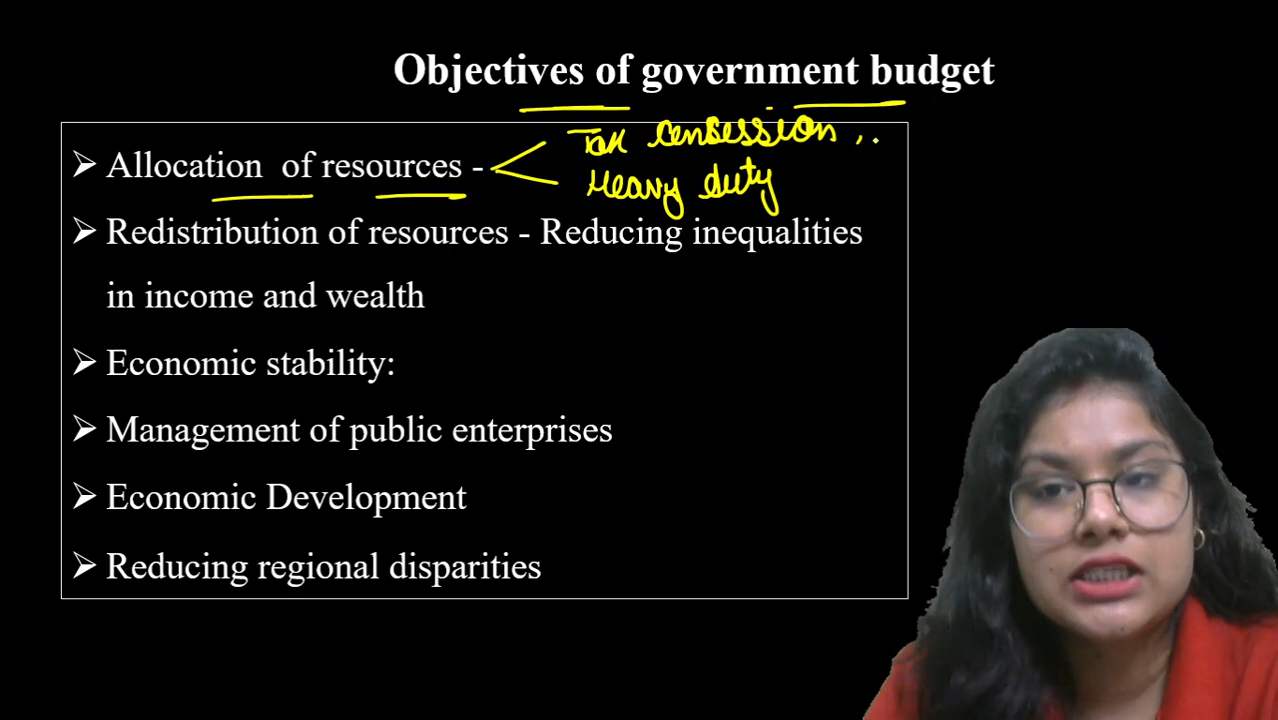 Objectives of government budget
Tax consession ..
➤ Allocation of resources -
Heavy duty
➤ Redistribution of resources - Reducing inequalities
in income and wealth
➤ Economic stability:
➤ Management of public enterprises
➤ Economic Development
➤ Reducing regional disparities